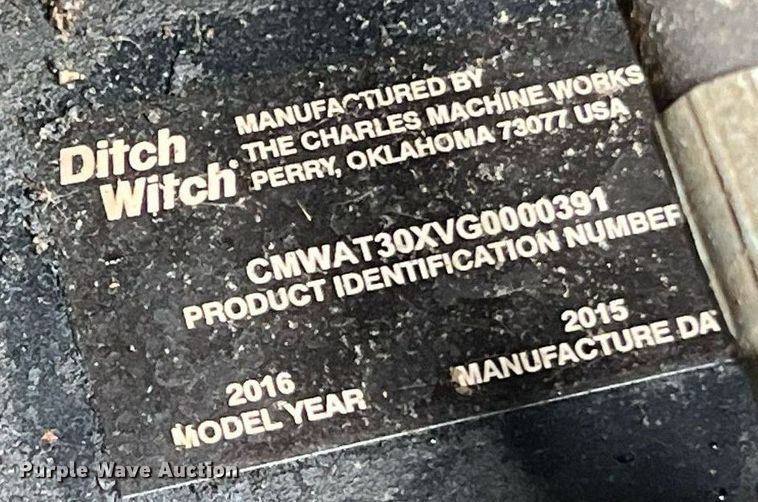 Ditch
Witch®
MANUFACTURED BY
THE CHARLES MACHINE WORKS
PERRY, OKLAHOMA 73077 USA
CMWAT30XVG0000391
PRODUCT IDENTIFICATION NUMBER
2016
MODEL YEAR
2015
MANUFACTURE DA
Purple Wave Auction